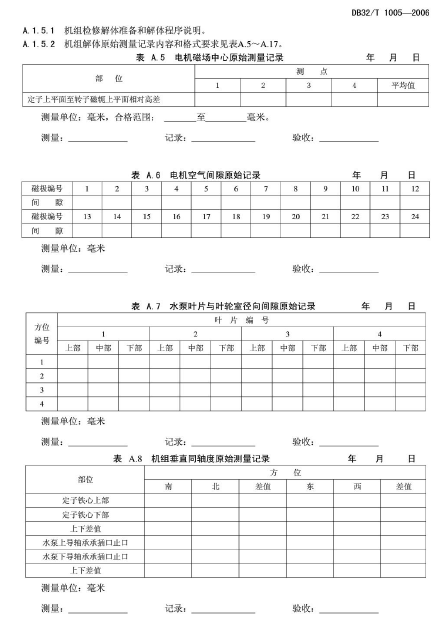 DB32/T 1005—2006
A.1.5.1 机组检修解体准备和解体程序说明。
A.1.5.2 机组解体原始测量记录内容和格式要求见表A.5～A.17。
表 A.5 电机磁场中心原始测量记录 年 月 日
部 位 测 点
1 2 3 4 平均值
定子上平面至转子磁轭上平面相对高差
测量单位：毫米，合格范围：______至______毫米。
测量：______ 记录：______ 验收：______
表 A.6 电机空气间隙原始记录 年 月 日
磁极编号 1 2 3 4 5 6 7 8 9 10 11 12
间 隙
磁极编号 13 14 15 16 17 18 19 20 21 22 23 24
间 隙
测量单位：毫米
测量：______ 记录：______ 验收：______
表 A.7 水泵叶片与叶轮室径向间隙原始记录 年 月 日
方位编号 叶 片 编 号
1 2 3 4
上部 中部 下部 上部 中部 下部 上部 中部 下部 上部 中部 下部
1
2
3
4
测量单位：毫米
测量：______ 记录：______ 验收：______
表 A.8 机组垂直同轴度原始测量记录 年 月 日
部位 方 位
南 北 差值 东 西 差值
定子铁心上部
定子铁心下部
上下差值
水泵上导轴承承插口止口
水泵下导轴承承插口止口
上下差值
测量单位：毫米
测量：______ 记录：______ 验收：______